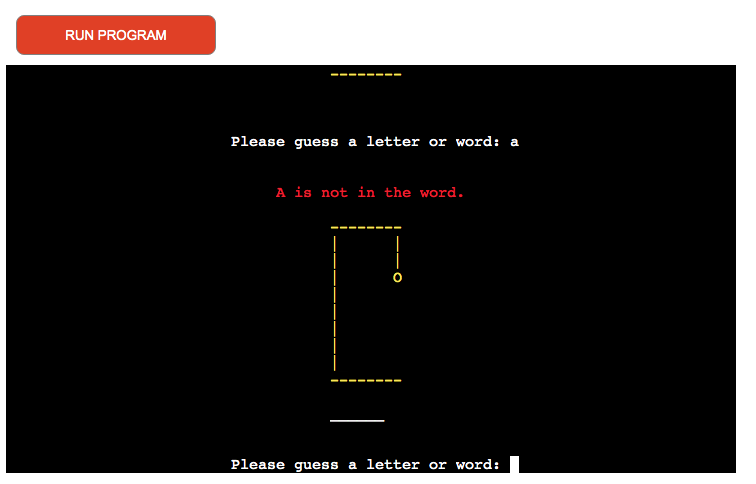 RUN PROGRAM
--------
Please guess a letter or word: a
A is not in the word.
--------
|      |
|      |
|      O
|
|
|
|
|
--------
______
Please guess a letter or word: